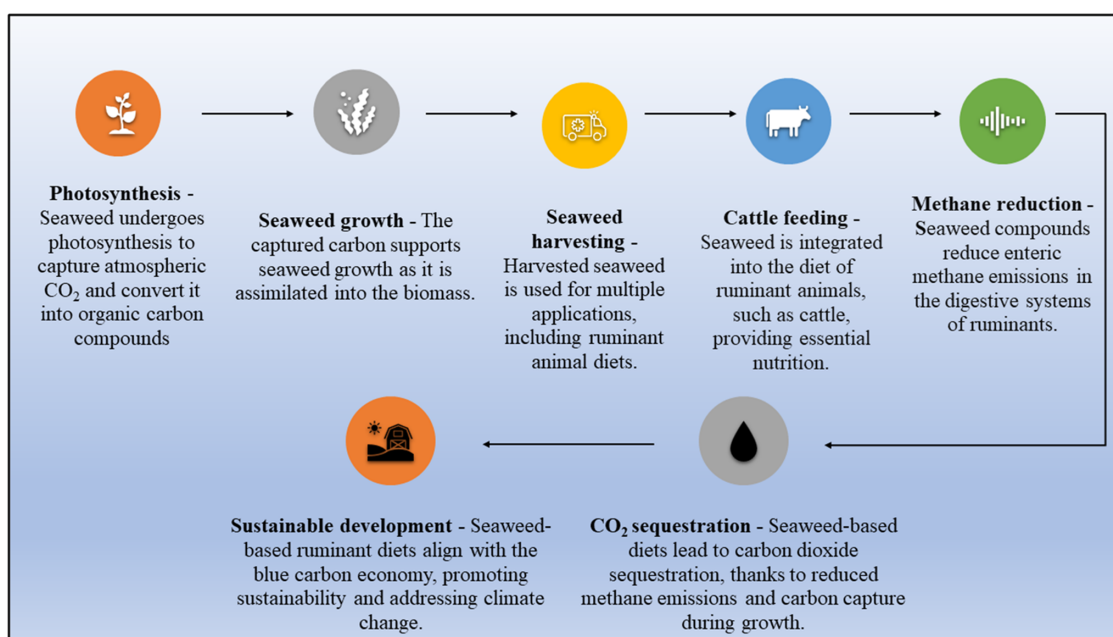 Photosynthesis -
Seaweed undergoes
photosynthesis to
capture atmospheric
CO₂ and convert it
into organic carbon
compounds
Seaweed growth - The
captured carbon supports
seaweed growth as it is
assimilated into the biomass.
Seaweed
harvesting -
Harvested seaweed
is used for multiple
applications,
including ruminant
animal diets.
Cattle feeding -
Seaweed is integrated
into the diet of
ruminant animals,
such as cattle,
providing essential
nutrition.
Methane reduction -
Seaweed compounds
reduce enteric
methane emissions in
the digestive systems
of ruminants.
CO₂ sequestration - Seaweed-based
diets lead to carbon dioxide
sequestration, thanks to reduced
methane emissions and carbon capture
during growth.
Sustainable development - Seaweed-
based ruminant diets align with the
blue carbon economy, promoting
sustainability and addressing climate
change.